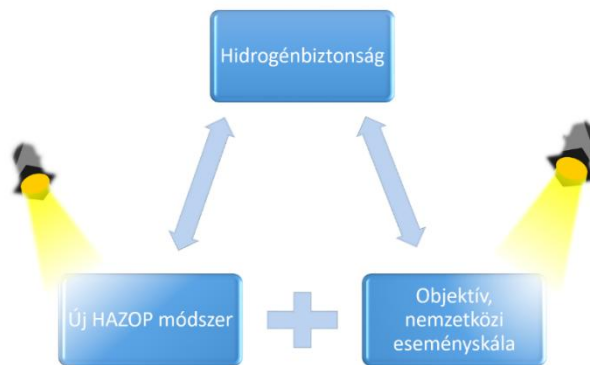 Hidrogénbiztonság
Új HAZOP módszer
Objektív,
nemzetközi
eseményskála